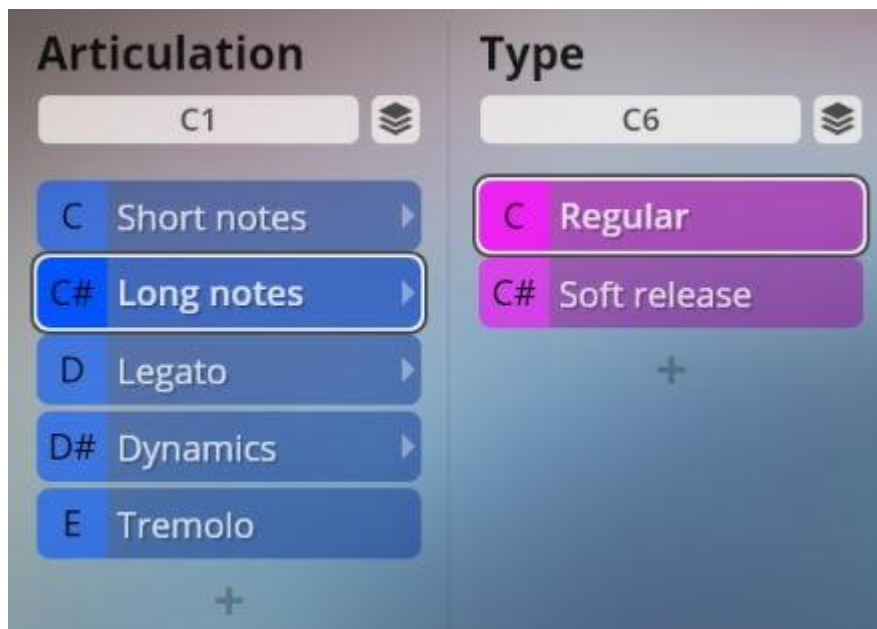 Articulation
C1
C Short notes
C# Long notes
D Legato
D# Dynamics
E Tremolo
+
Type
C6
C Regular
C# Soft release
+